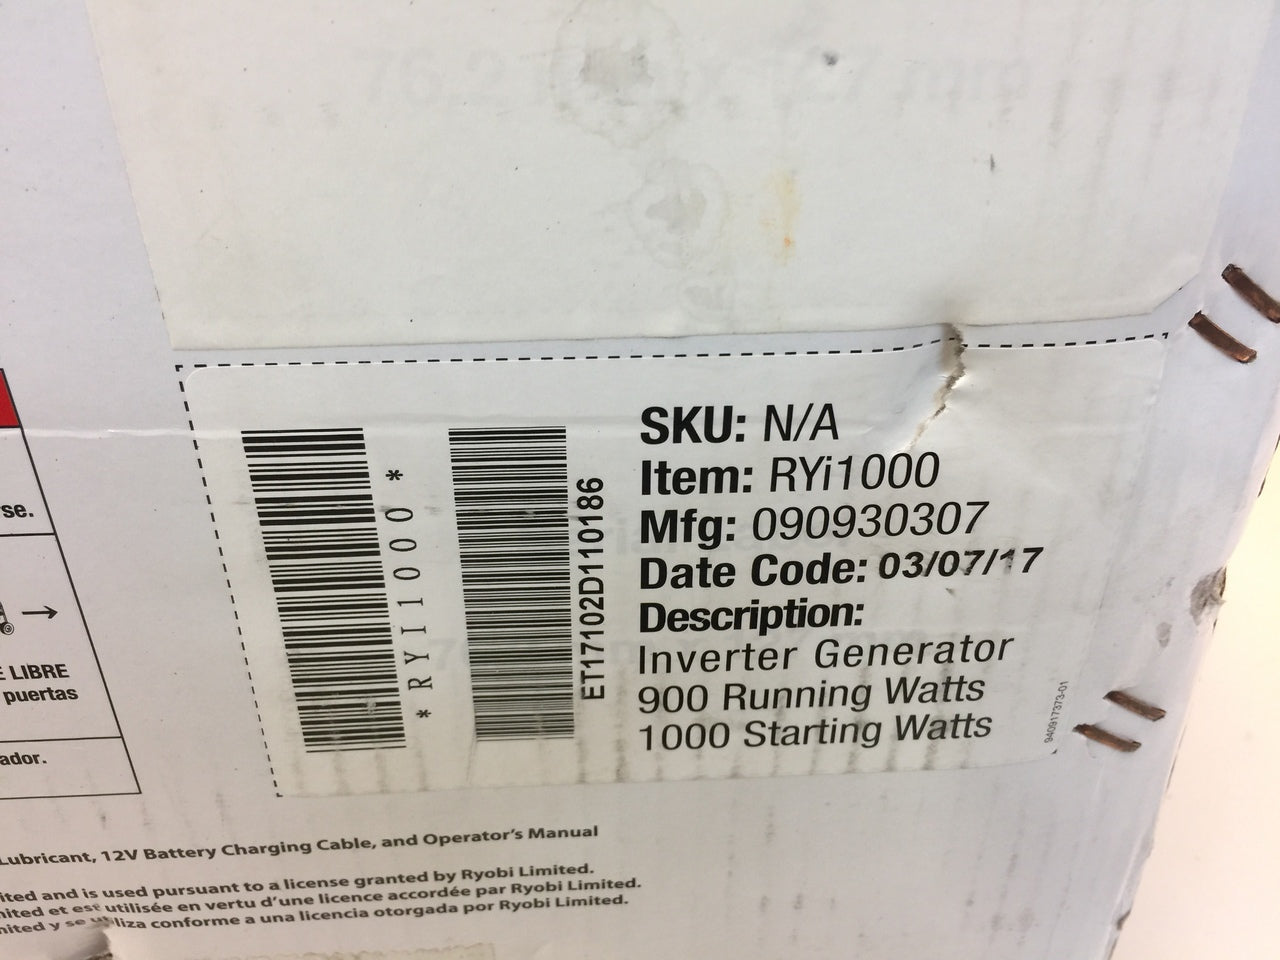 se.
E LIBRE
puertas
ador.
*RYI1000*
ET17102D110186
SKU: N/A
Item: RYi1000
Mfg: 090930307
Date Code: 03/07/17
Description:
Inverter Generator
900 Running Watts
1000 Starting Watts
940917373-01
Lubricant, 12V Battery Charging Cable, and Operator's Manual
ited and is used pursuant to a license granted by Ryobi Limited.
nited et est utilisée en vertu d'une licence accordée par Ryobi Limited.
nited y se utiliza conforme a una licencia otorgada por Ryobi Limited.